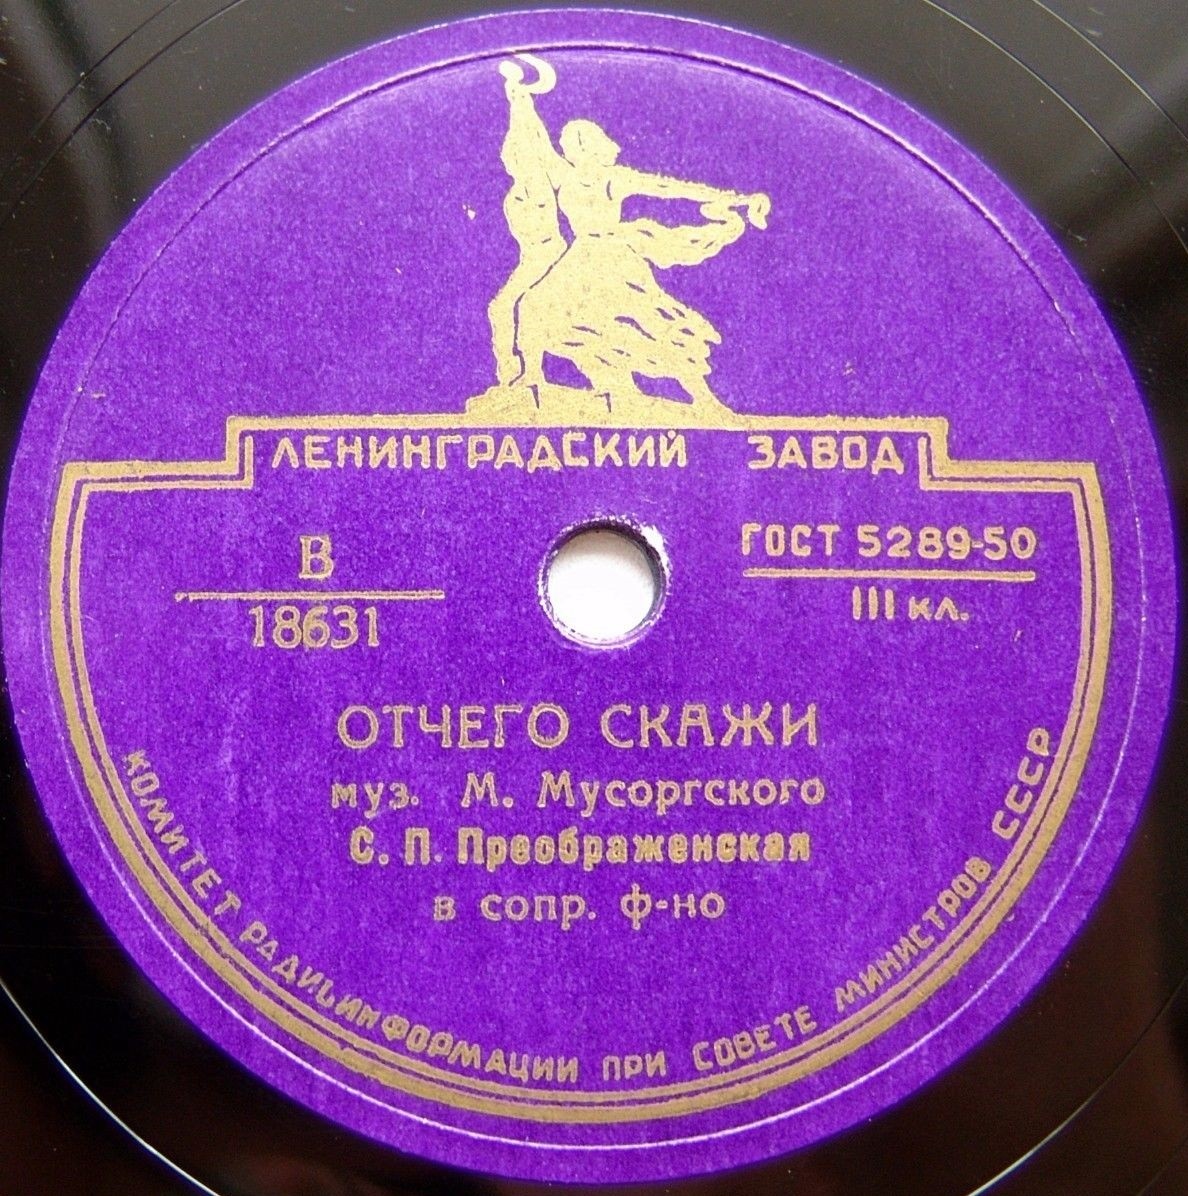 ЛЕНИНГРАДСКИЙ ЗАВОД
В
18631
ГОСТ 5289-50
III кл.
ОТЧЕГО СКАЖИ
муз. М. Мусоргского
С. П. Преображенская
в сопр. ф-но
КОМИТЕТ РАДИЬИНФОРМАЦИИ ПРИ СОВЕТЕ МИНИСТРОВ СССР